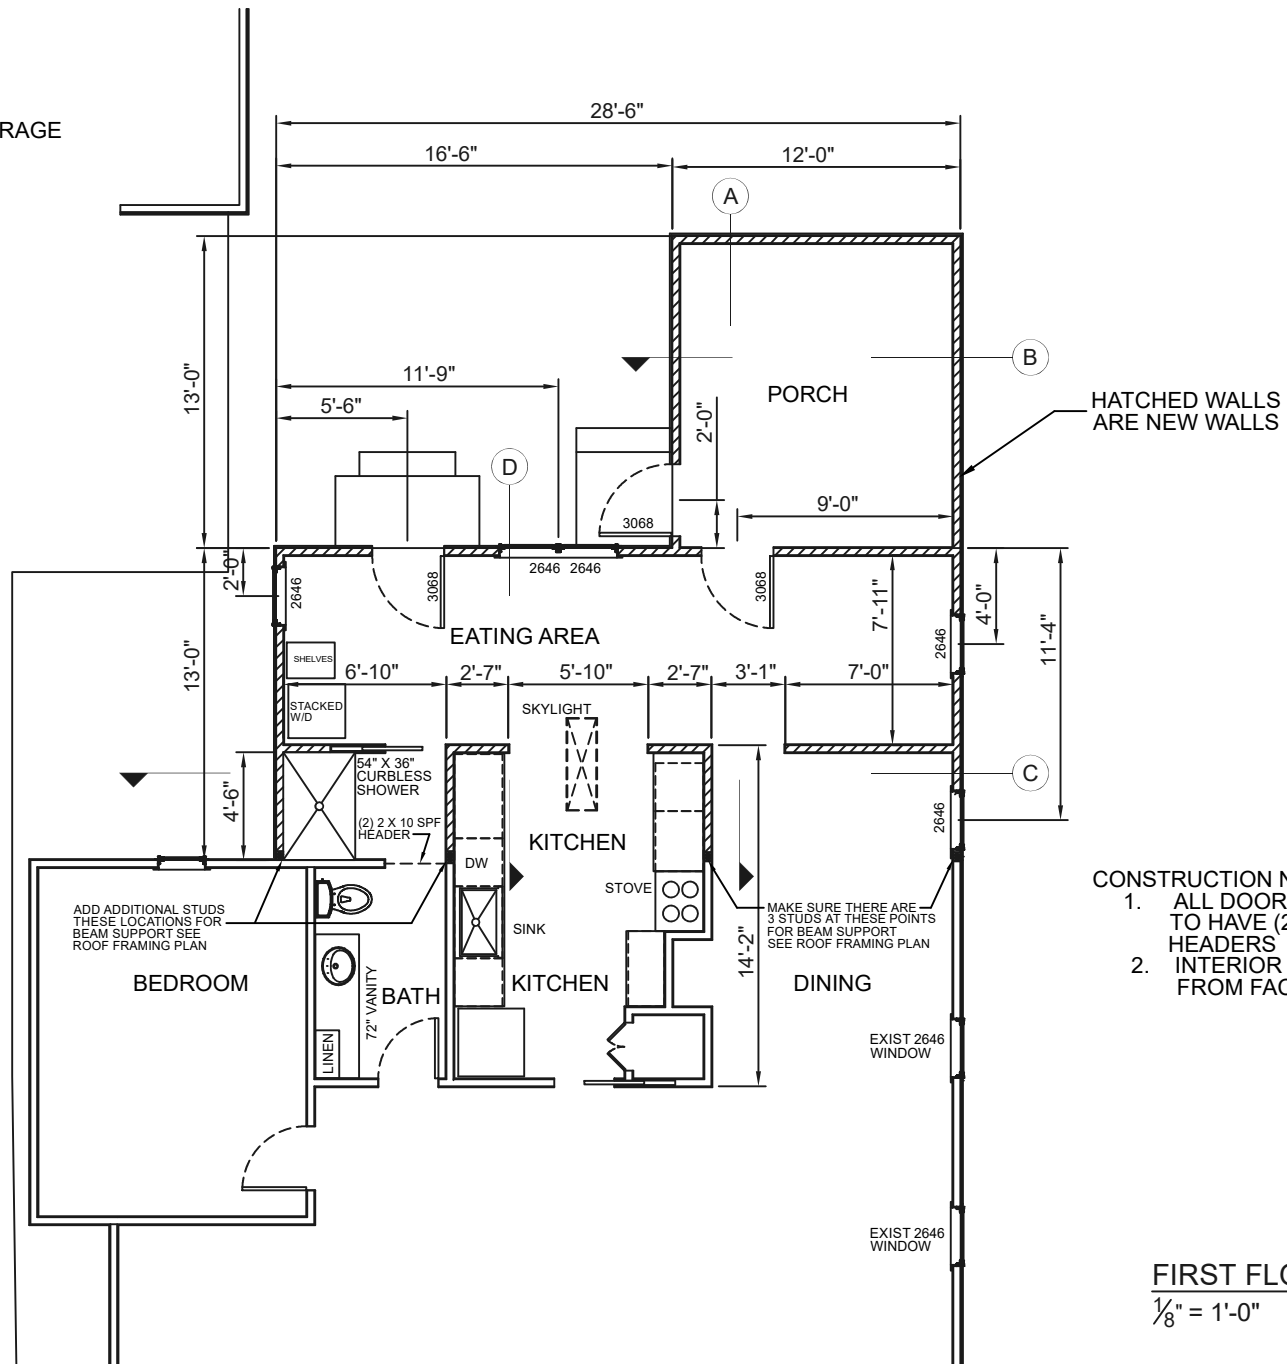 RAGE
28'-6"
16'-6"
12'-0"
A
13'-0"
11'-9"
5'-6"
B
PORCH
2'-0"
HATCHED WALLS
ARE NEW WALLS
D
9'-0"
3068
2'-0"
2646
3068
2646 2646
3068
7'-11"
4'-0"
11'-4"
EATING AREA
2646
13'-0"
SHELVES
6'-10"
2'-7"
5'-10"
2'-7"
3'-1"
7'-0"
STACKED
W/D
SKYLIGHT
54" X 36"
CURBLESS
SHOWER
C
4'-6"
(2) 2 X 10 SPF
HEADER
KITCHEN
2646
DW
STOVE
ADD ADDITIONAL STUDS
THESE LOCATIONS FOR
BEAM SUPPORT SEE
ROOF FRAMING PLAN
SINK
MAKE SURE THERE ARE
3 STUDS AT THESE POINTS
FOR BEAM SUPPORT
SEE ROOF FRAMING PLAN
14'-2"
CONSTRUCTION N
1. ALL DOOR
TO HAVE (2
HEADERS
2. INTERIOR
FROM FAC
BEDROOM
72" VANITY
BATH
KITCHEN
DINING
LINEN
EXIST 2646
WINDOW
EXIST 2646
WINDOW
FIRST FLO
1/8" = 1'-0"